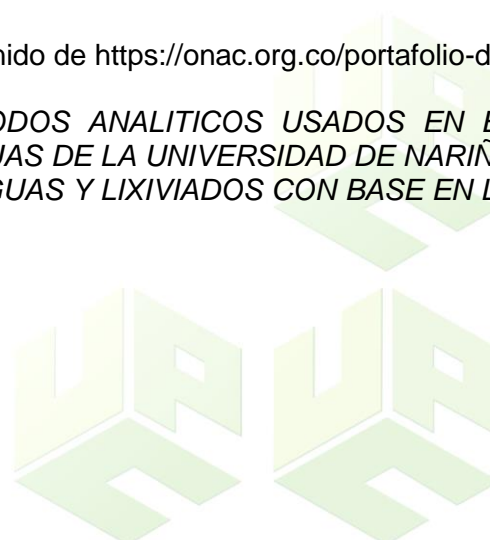 nido de https://onac.org.co/portafolio-d
ODOS ANALITICOS USADOS EN E
UAS DE LA UNIVERSIDAD DE NARIÑ
GUAS Y LIXIVIADOS CON BASE EN L